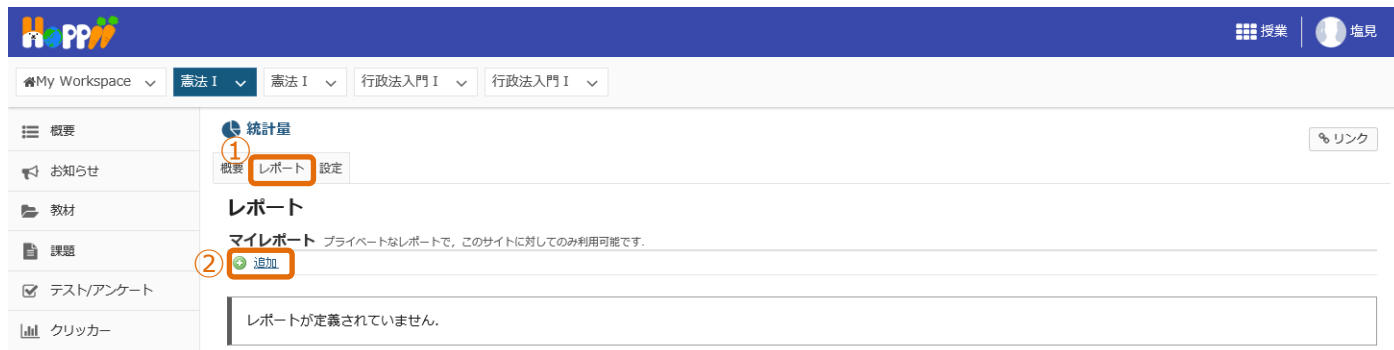 Hoppii
授業 塩見
My Workspace 憲法 I 憲法 I 行政法入門 I 行政法入門 I
概要
お知らせ
教材
課題
テスト/アンケート
クリッカー
統計量
リンク
①
概要 レポート 設定
レポート
マイレポート プライベートなレポートで，このサイトに対してのみ利用可能です．
② 追加
レポートが定義されていません．